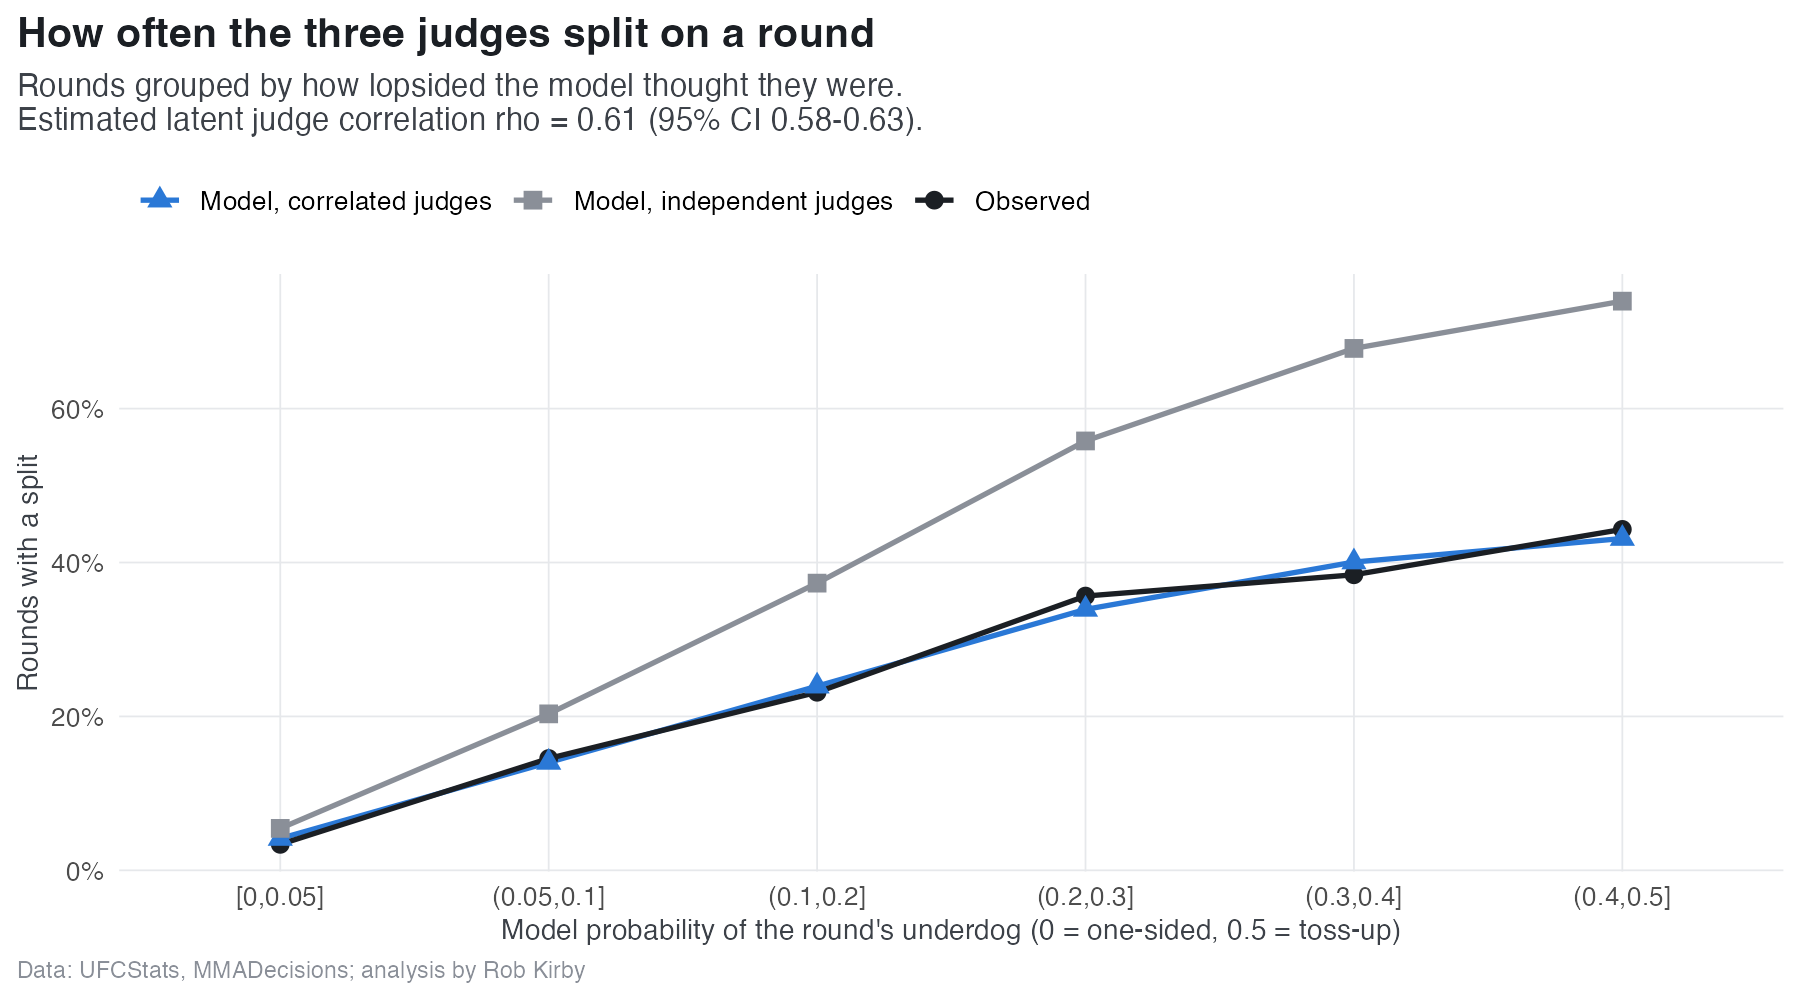 How often the three judges split on a round
Rounds grouped by how lopsided the model thought they were.
Estimated latent judge correlation rho = 0.61 (95% CI 0.58-0.63).
Model, correlated judges
Model, independent judges
Observed
Rounds with a split
60%
40%
20%
0%
[0,0.05]
(0.05,0.1]
(0.1,0.2]
(0.2,0.3]
(0.3,0.4]
(0.4,0.5]
Model probability of the round's underdog (0 = one-sided, 0.5 = toss-up)
Data: UFCStats, MMADecisions; analysis by Rob Kirby